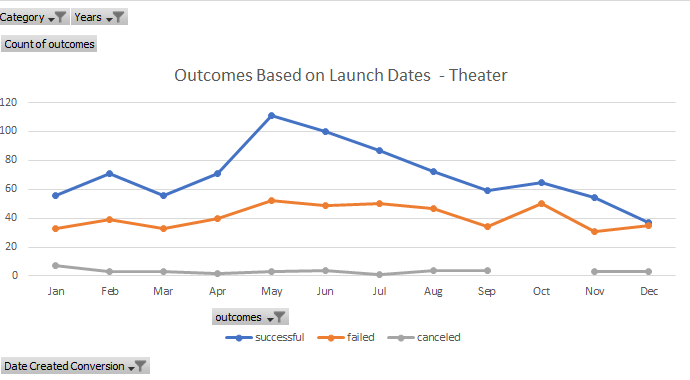 Category Years
Count of outcomes
Outcomes Based on Launch Dates - Theater
120
100
80
60
40
20
0
Jan Feb Mar Apr May Jun Jul Aug Sep Oct Nov Dec
outcomes
successful failed canceled
Date Created Conversion